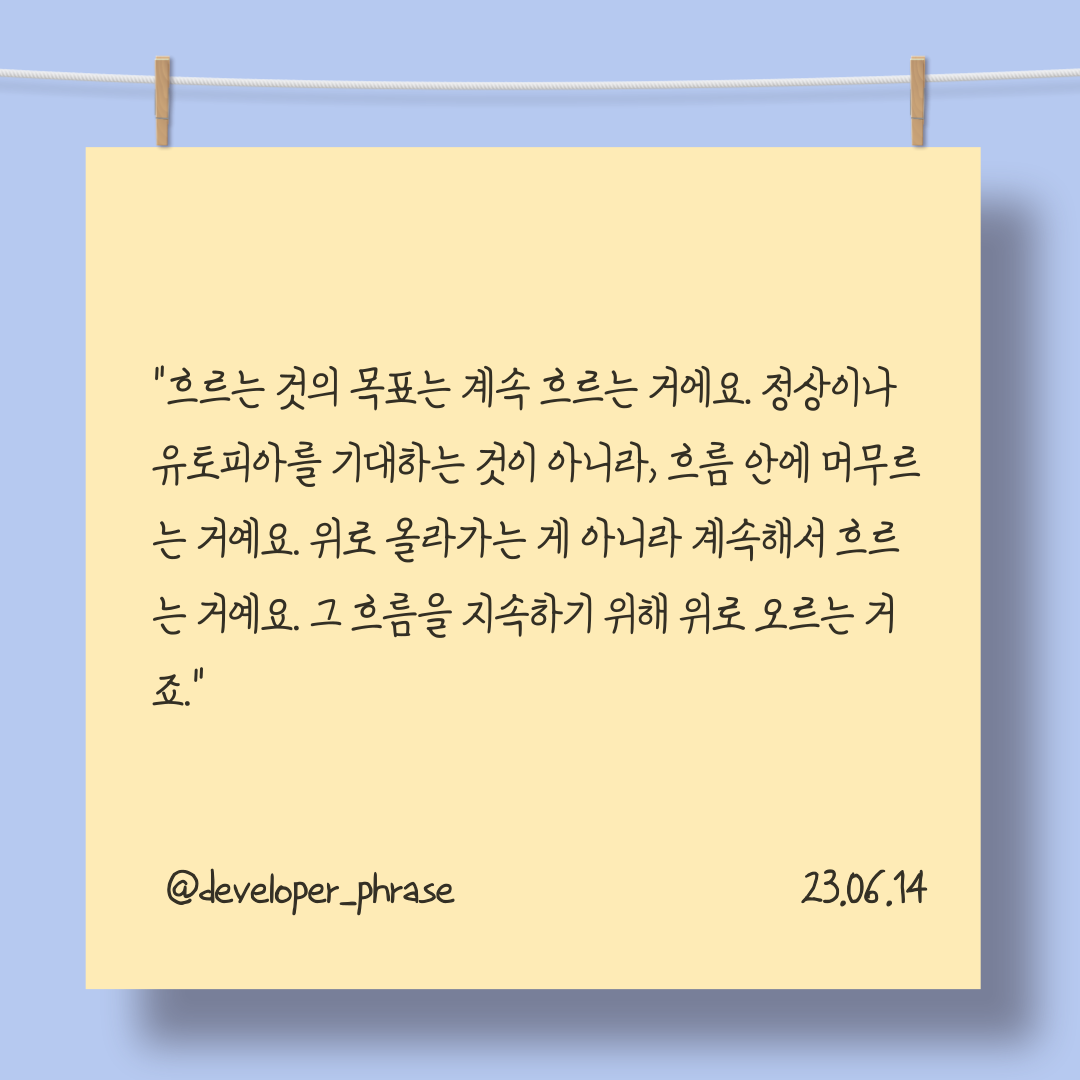 "흐르는 것의 목표는 계속 흐르는 거에요. 정상이나
유토피아를 기대하는 것이 아니라, 흐름 안에 머무르
는 거예요. 위로 올라가는 게 아니라 계속해서 흐르
는 거예요. 그 흐름을 지속하기 위해 위로 오르는 거
죠."
@developer_phrase
23.06.14